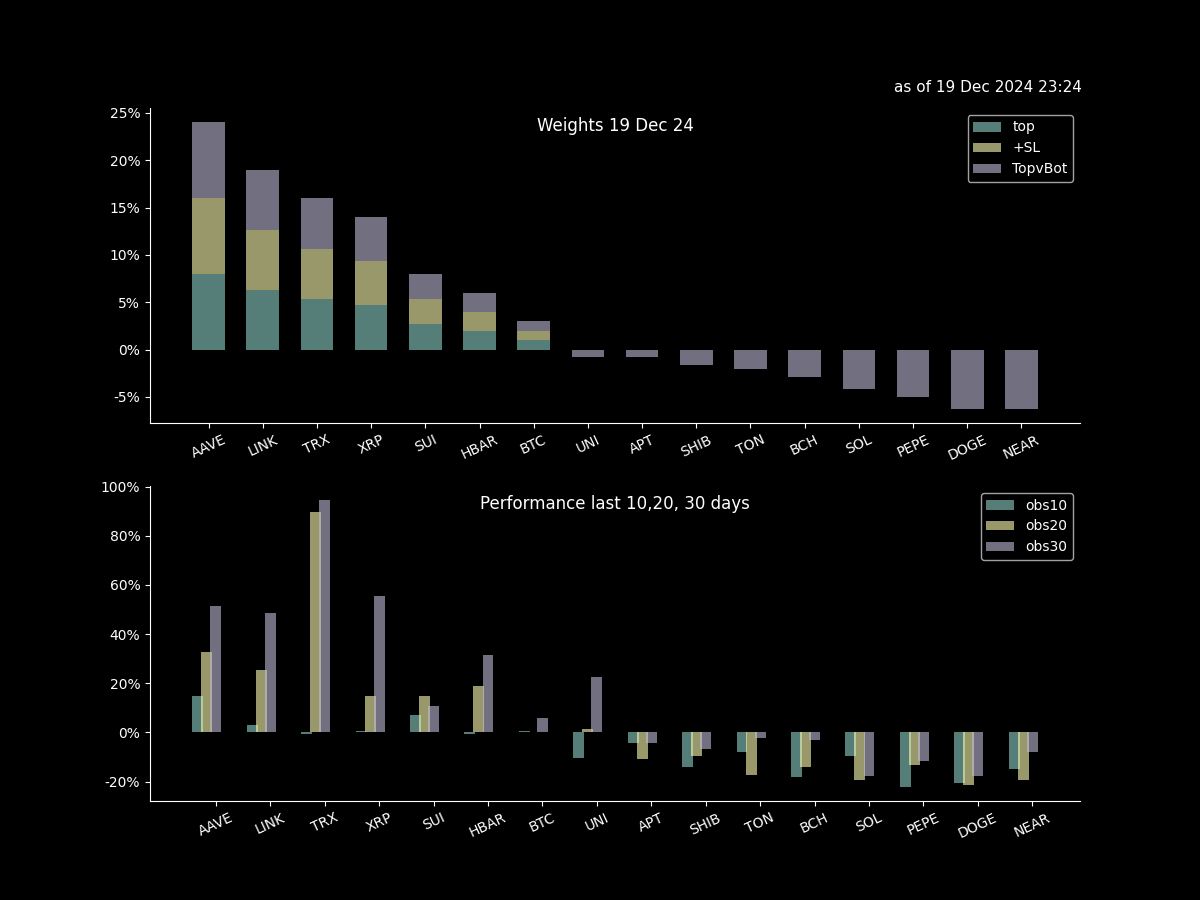 as of 19 Dec 2024 23:24
Weights 19 Dec 24
25%
20%
15%
10%
5%
0%
-5%
top
+SL
TopvBot
AAVE LINK TRX XRP SUI HBAR BTC UNI APT SHIB TON BCH SOL PEPE DOGE NEAR
Performance last 10,20, 30 days
100%
80%
60%
40%
20%
0%
-20%
obs10
obs20
obs30
AAVE LINK TRX XRP SUI HBAR BTC UNI APT SHIB TON BCH SOL PEPE DOGE NEAR